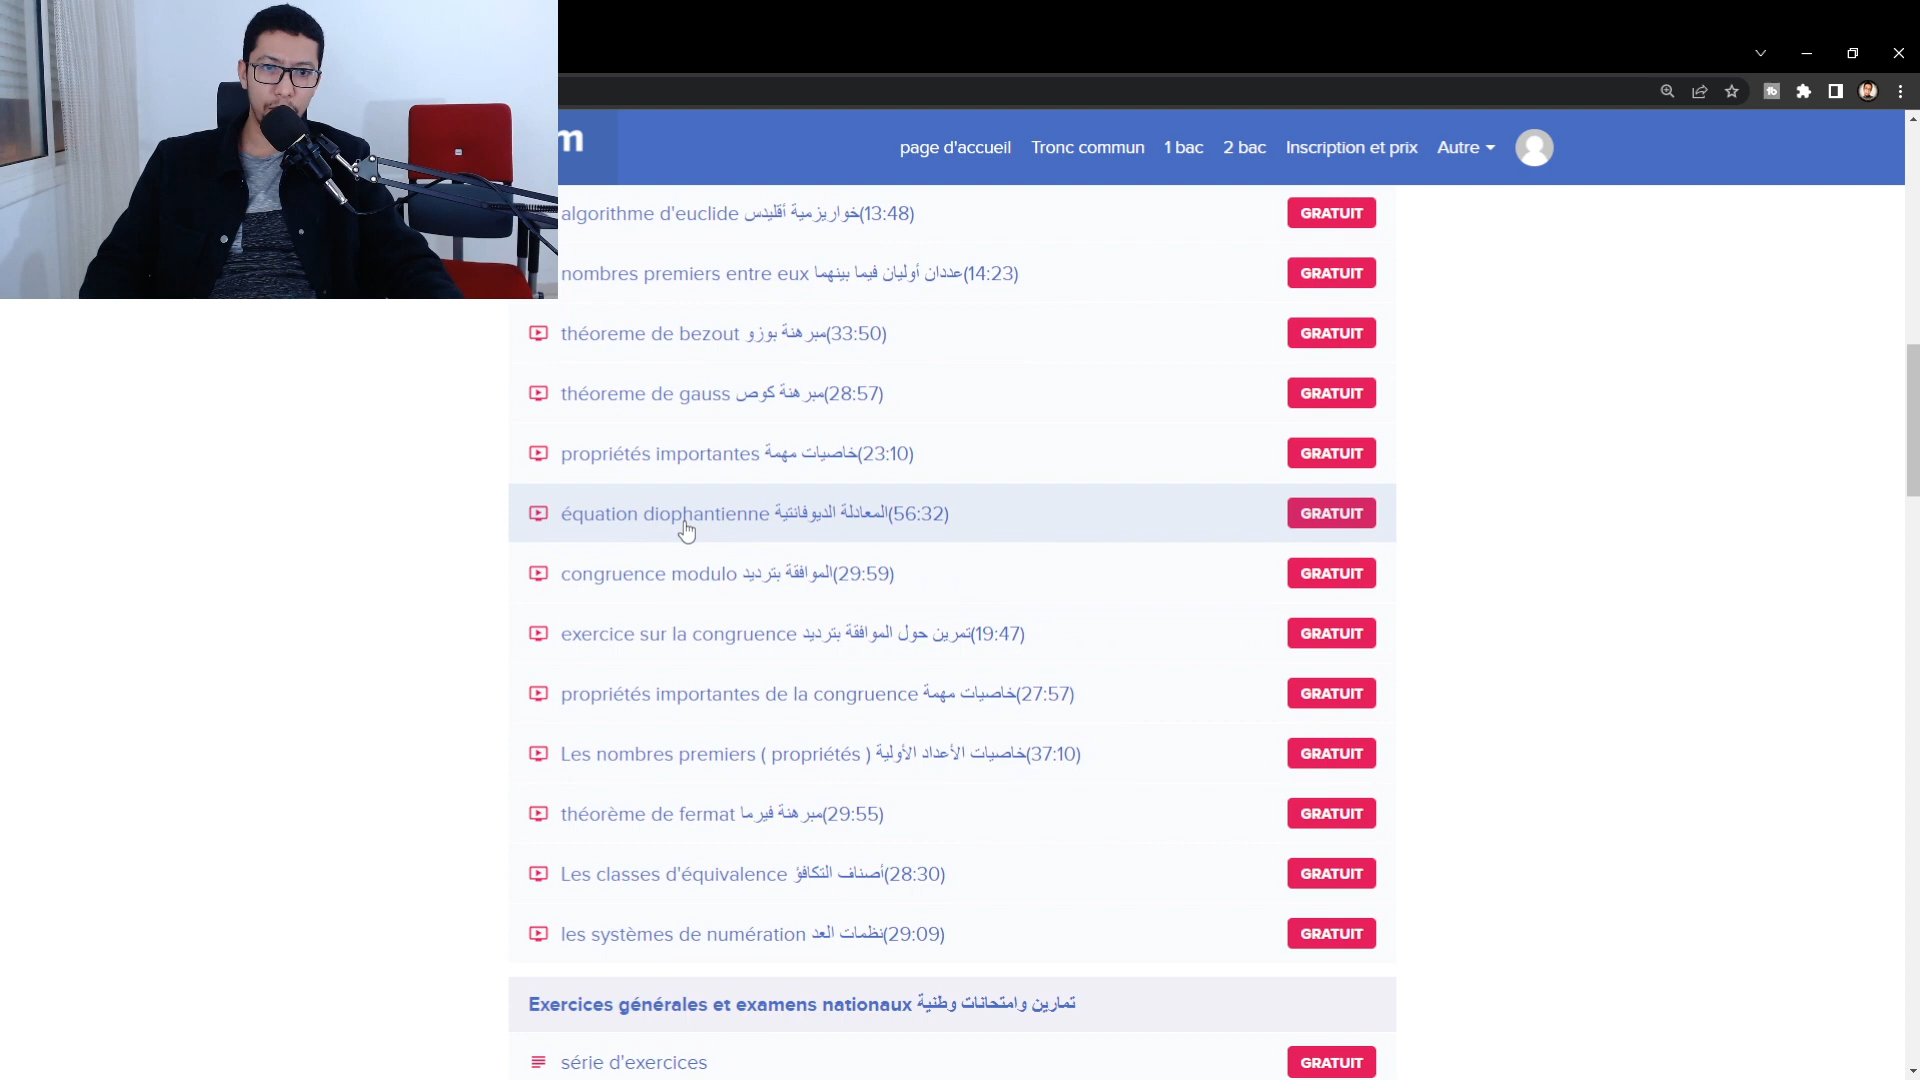 m
page d'accueil Tronc commun 1 bac 2 bac Inscription et prix Autre
algorithme d'euclide خواريزمية أقليدس(13:48) GRATUIT
nombres premiers entre eux عددان أوليان فيما بينهما(14:23) GRATUIT
théoreme de bezout مبرهنة بوزو(33:50) GRATUIT
théoreme de gauss مبرهنة كوص(28:57) GRATUIT
propriétés importantes خاصيات مهمة(23:10) GRATUIT
équation diophantienne المعادلة الديوفانتية(56:32) GRATUIT
congruence modulo الموافقة بترديد(29:59) GRATUIT
exercice sur la congruence تمرين حول الموافقة بترديد(19:47) GRATUIT
propriétés importantes de la congruence خاصيات مهمة(27:57) GRATUIT
Les nombres premiers ( propriétés ) خاصيات الأعداد الأولية(37:10) GRATUIT
théorème de fermat مبرهنة فيرما(29:55) GRATUIT
Les classes d'équivalence أصناف التكافؤ(28:30) GRATUIT
les systèmes de numération نظمات العد(29:09) GRATUIT
Exercices générales et examens nationaux تمارين وامتحانات وطنية
série d'exercices GRATUIT